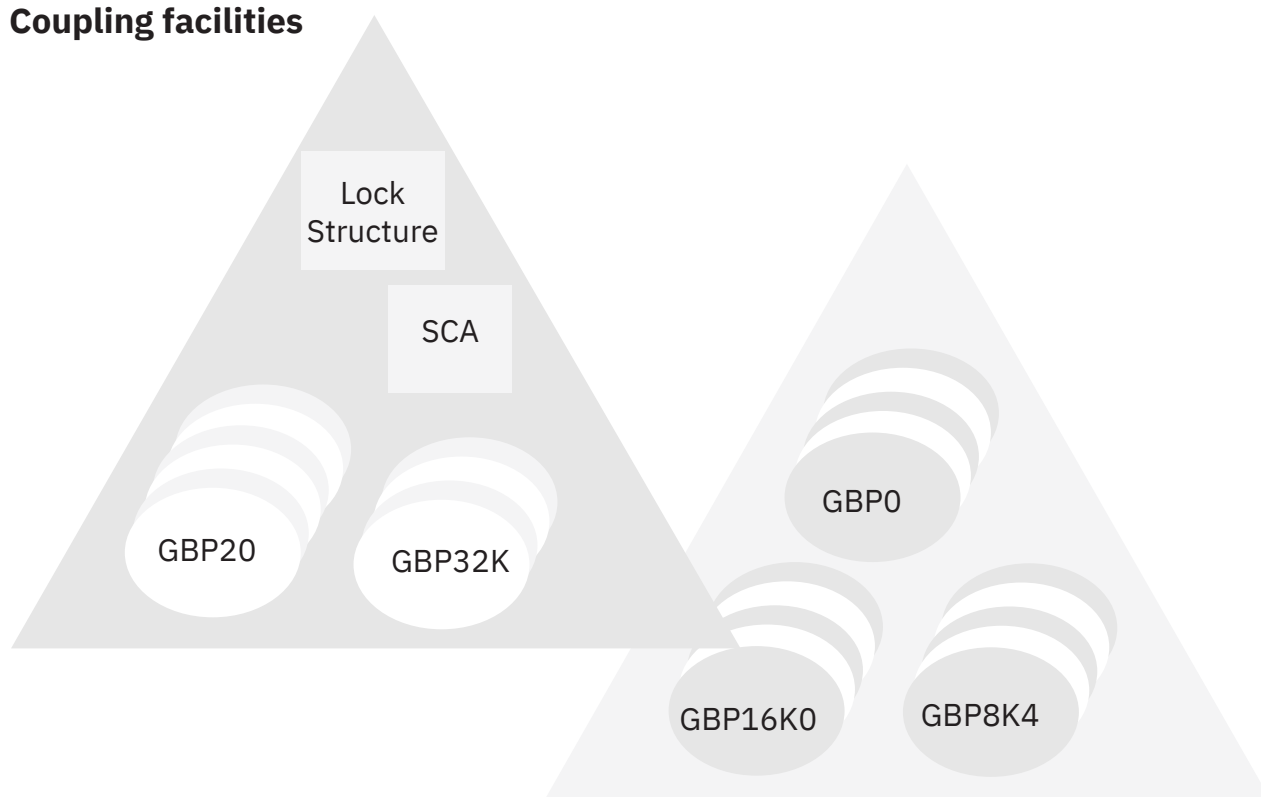 Coupling facilities
Lock
Structure
SCA
GBP20
GBP32K
GBP0
GBP16K0
GBP8K4